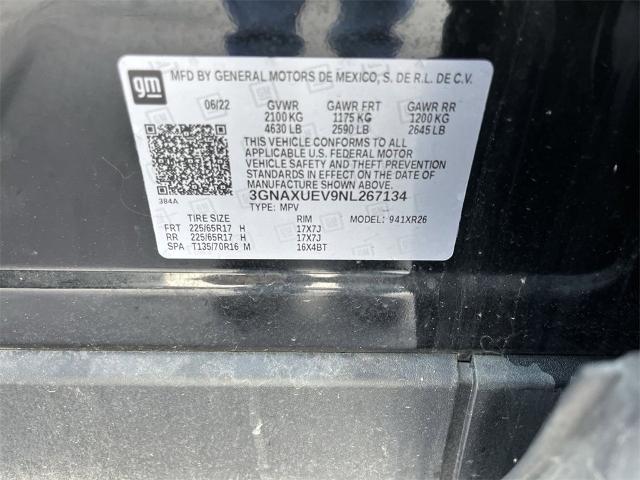 gm
MFD BY GENERAL MOTORS DE MEXICO, S. DE R.L. DE C.V.
06/22 GVWR GAWR FRT GAWR RR
2100 KG 1175 KG 1200 KG
4630 LB 2590 LB 2645 LB
THIS VEHICLE CONFORMS TO ALL
APPLICABLE U.S. FEDERAL MOTOR
VEHICLE SAFETY AND THEFT PREVENTION
STANDARDS IN EFFECT ON THE DATE OF
MANUFACTURE SHOWN ABOVE.
384A
3GNAXUEV9NL267134
TYPE: MPV MODEL: 941XR26
TIRE SIZE RIM
FRT 225/65R17 H 17X7J
RR 225/65R17 H 17X7J
SPA T135/70R16 M 16X4BT